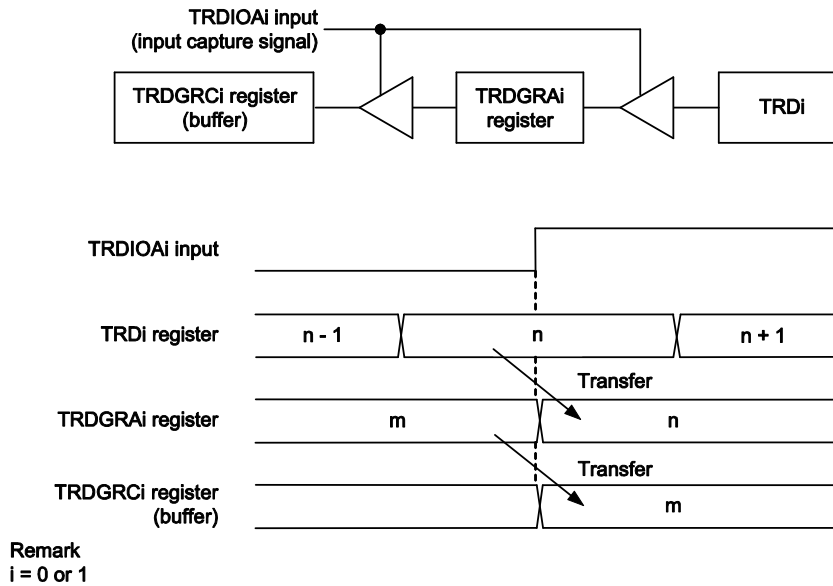 TRDIOAi input
(input capture signal)
TRDGRCi register
(buffer)
TRDGRAi
register
TRDi
TRDIOAi input
TRDi register
n - 1
n
n + 1
Transfer
TRDGRAi register
m
n
Transfer
TRDGRCi register
(buffer)
m
Remark
i = 0 or 1